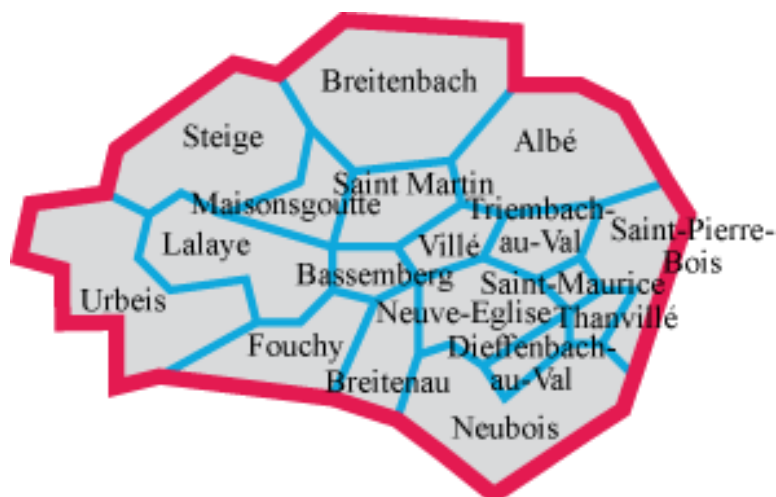 Breitenbach
Steige
Albé
Saint Martin
Maisonsgoutte
Triembach-
au-Val
Saint-Pierre-
Bois
Lalaye
Villé
Bassemberg
Saint-Maurice
Urbeis
Neuve-Eglise
Thanvillé
Fouchy
Dieffenbach-
au-Val
Breitenau
Neubois